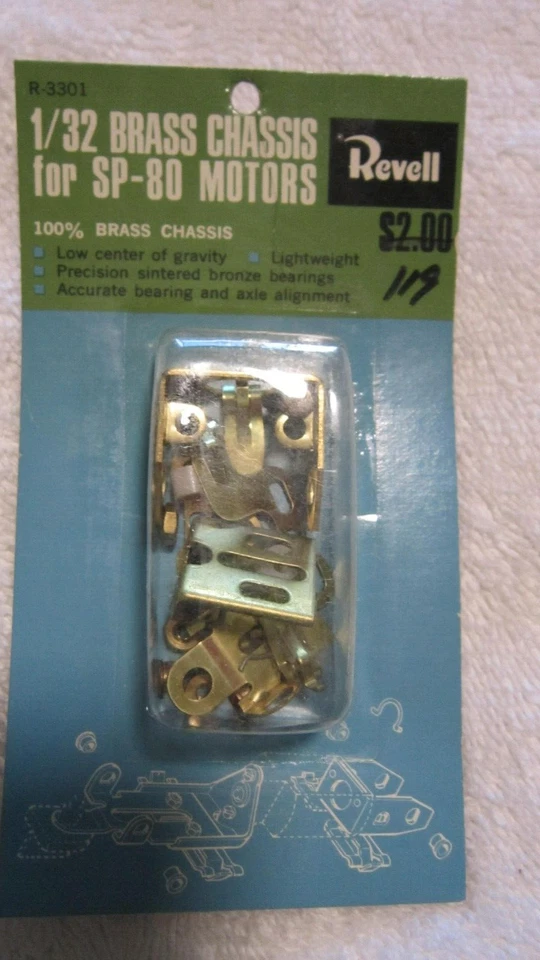 R-3301
1/32 BRASS CHASSIS
for SP-80 MOTORS
Revell
100% BRASS CHASSIS
$2.00
Low center of gravity Lightweight
Precision sintered bronze bearings
119
Accurate bearing and axle alignment